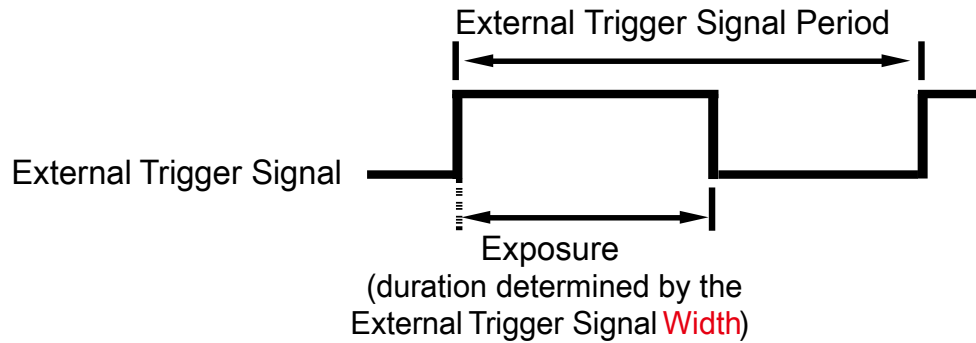 External Trigger Signal Period
External Trigger Signal
Exposure
(duration determined by the
External Trigger Signal Width)